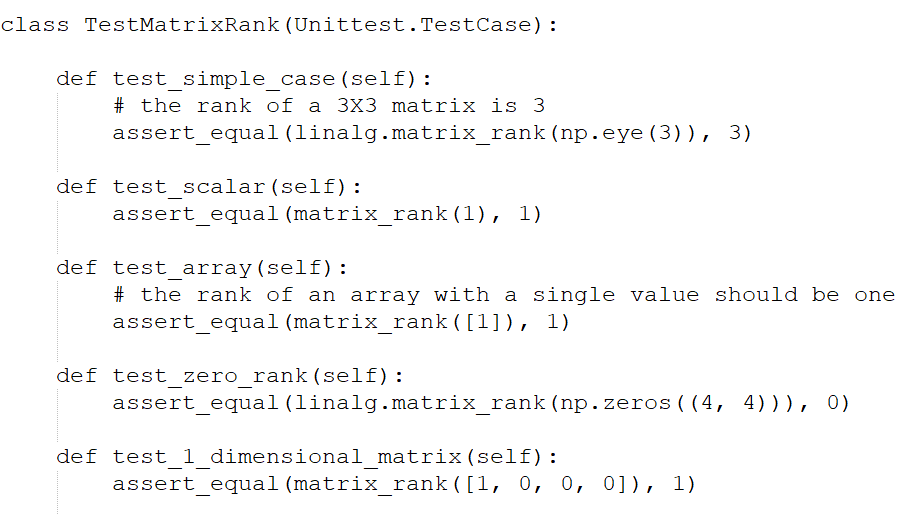 class TestMatrixRank(Unittest.TestCase):
def test_simple_case(self):
# the rank of a 3X3 matrix is 3
assert_equal(linalg.matrix_rank(np.eye(3)), 3)
def test_scalar(self):
assert_equal(matrix_rank(1), 1)
def test_array(self):
# the rank of an array with a single value should be one
assert_equal(matrix_rank([1]), 1)
def test_zero_rank(self):
assert_equal(linalg.matrix_rank(np.zeros((4, 4))), 0)
def test_1_dimensional_matrix(self):
assert_equal(matrix_rank([1, 0, 0, 0]), 1)